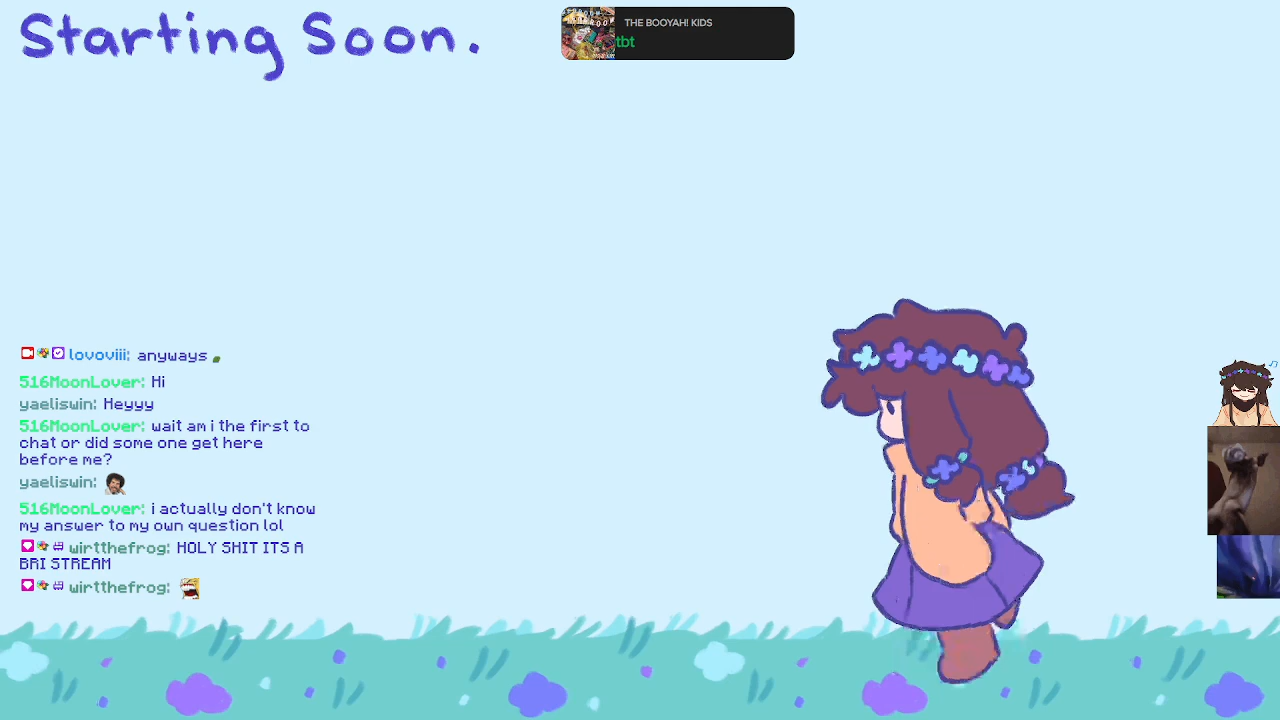 Starting Soon.
THE BOOYAH! KIDS
tbt
lovoviii: anyways
516MoonLover: Hi
yaeliswin: Heyyy
516MoonLover: wait am i the first to
chat or did some one get here
before me?
yaeliswin:
516MoonLover: i actually don't know
my answer to my own question lol
wirtthefrog: HOLY SHIT ITS A
BRI STREAM
wirtthefrog: